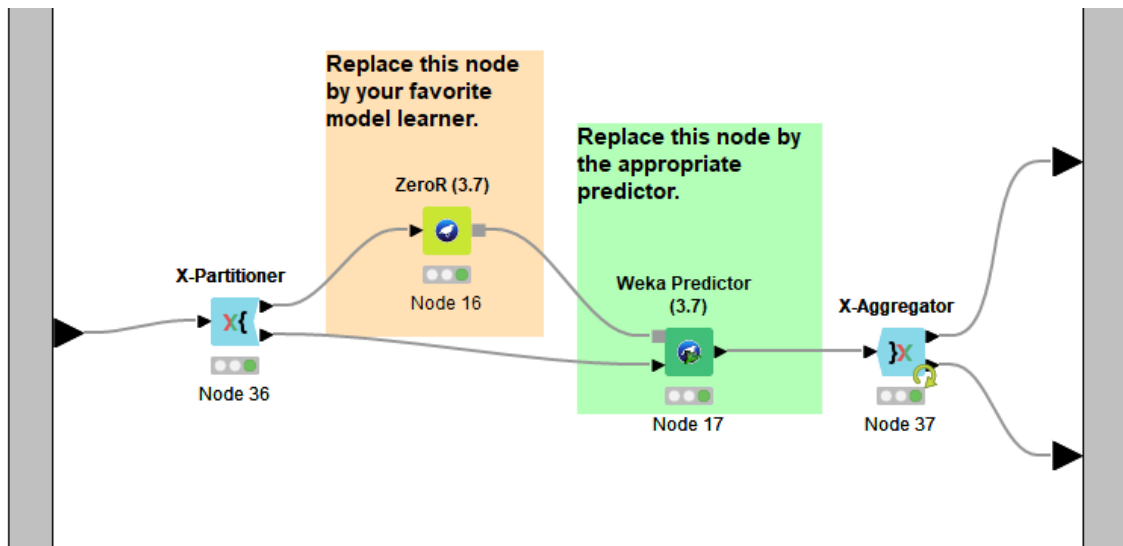 Replace this node
by your favorite
model learner.
Replace this node by
the appropriate
predictor.
ZeroR (3.7)
Node 16
X-Partitioner
X{
Node 36
Weka Predictor
(3.7)
Node 17
X-Aggregator
}X
Node 37